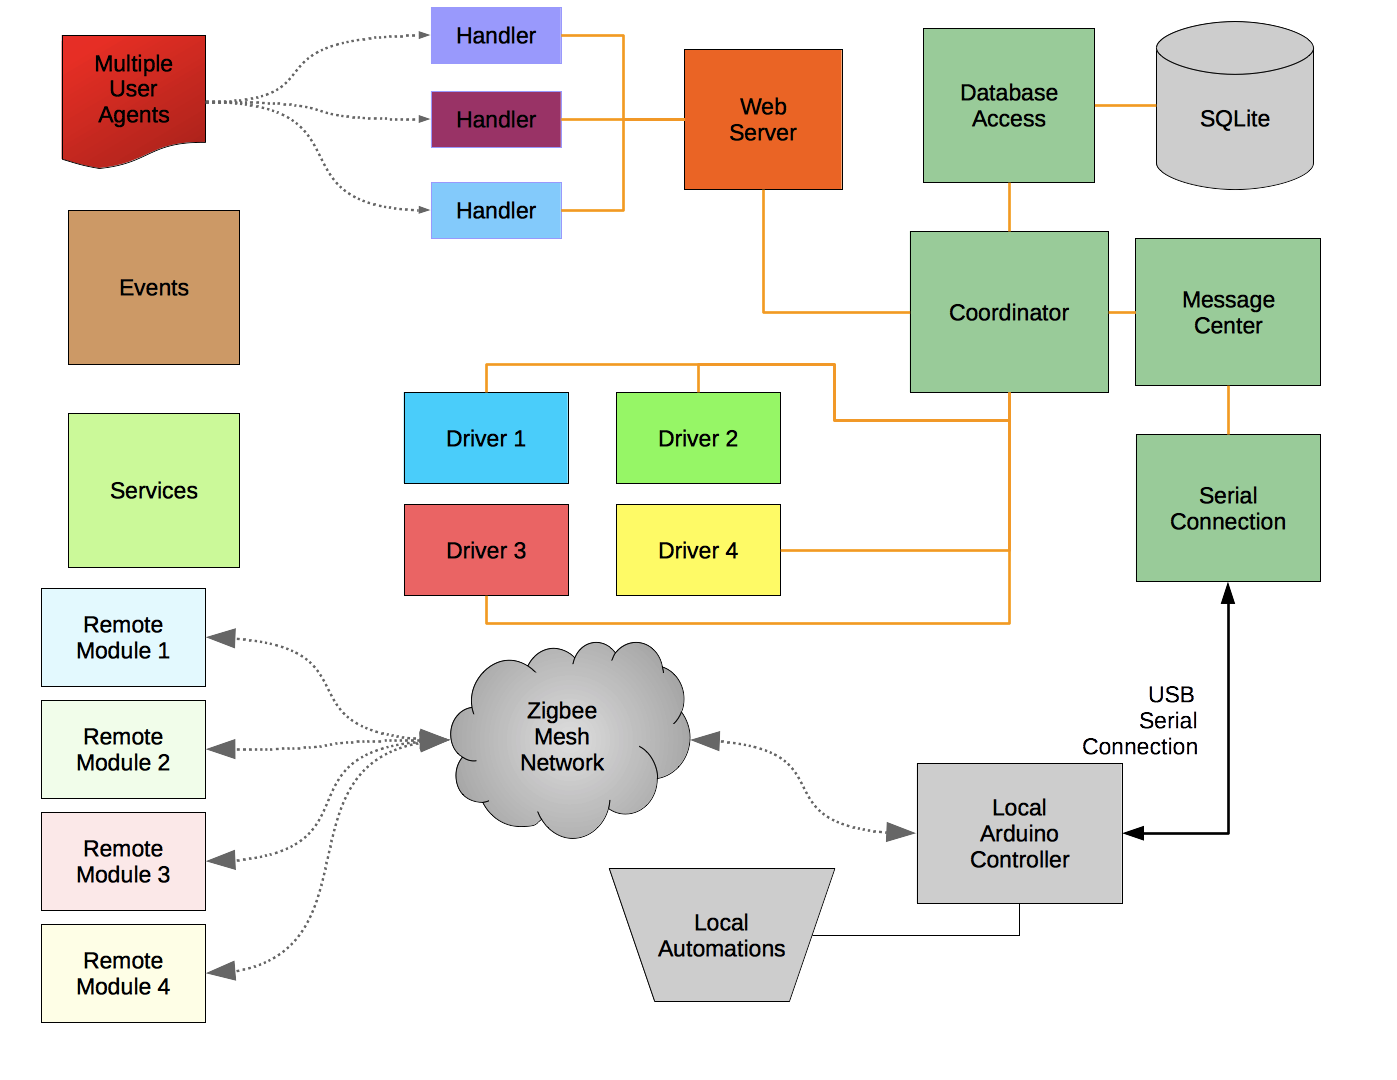 Multiple
User
Agents
Handler
Handler
Handler
Web
Server
Database
Access
SQLite
Events
Coordinator
Message
Center
Driver 1
Driver 2
Services
Driver 3
Driver 4
Serial
Connection
Remote
Module 1
Remote
Module 2
Remote
Module 3
Remote
Module 4
Zigbee
Mesh
Network
USB
Serial
Connection
Local
Arduino
Controller
Local
Automations